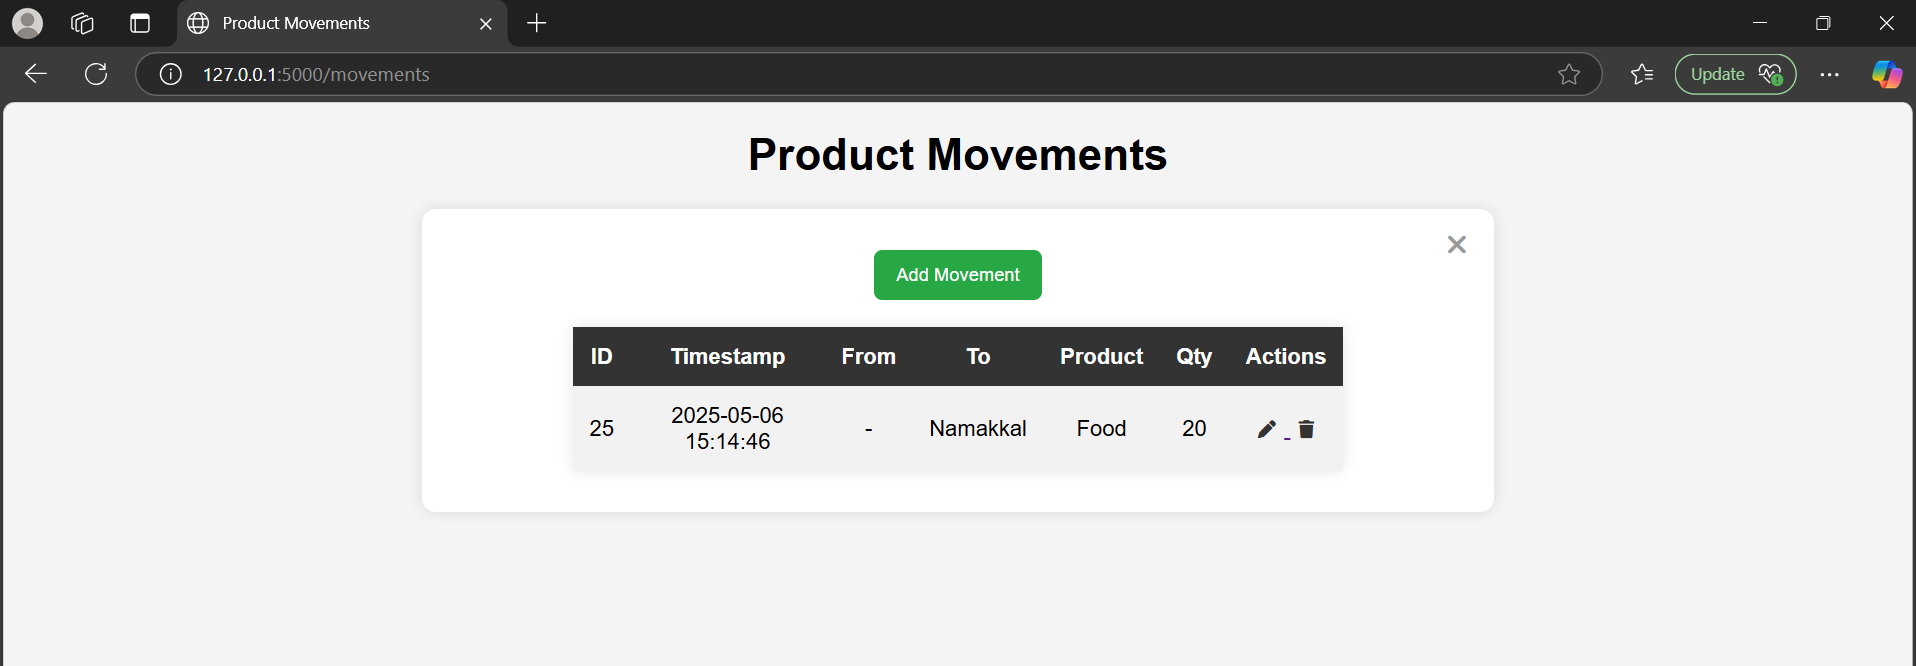 Product Movements
127.0.0.1:5000/movements
Update
Product Movements
Add Movement
ID Timestamp From To Product Qty Actions
25 2025-05-06 15:14:46 - Namakkal Food 20